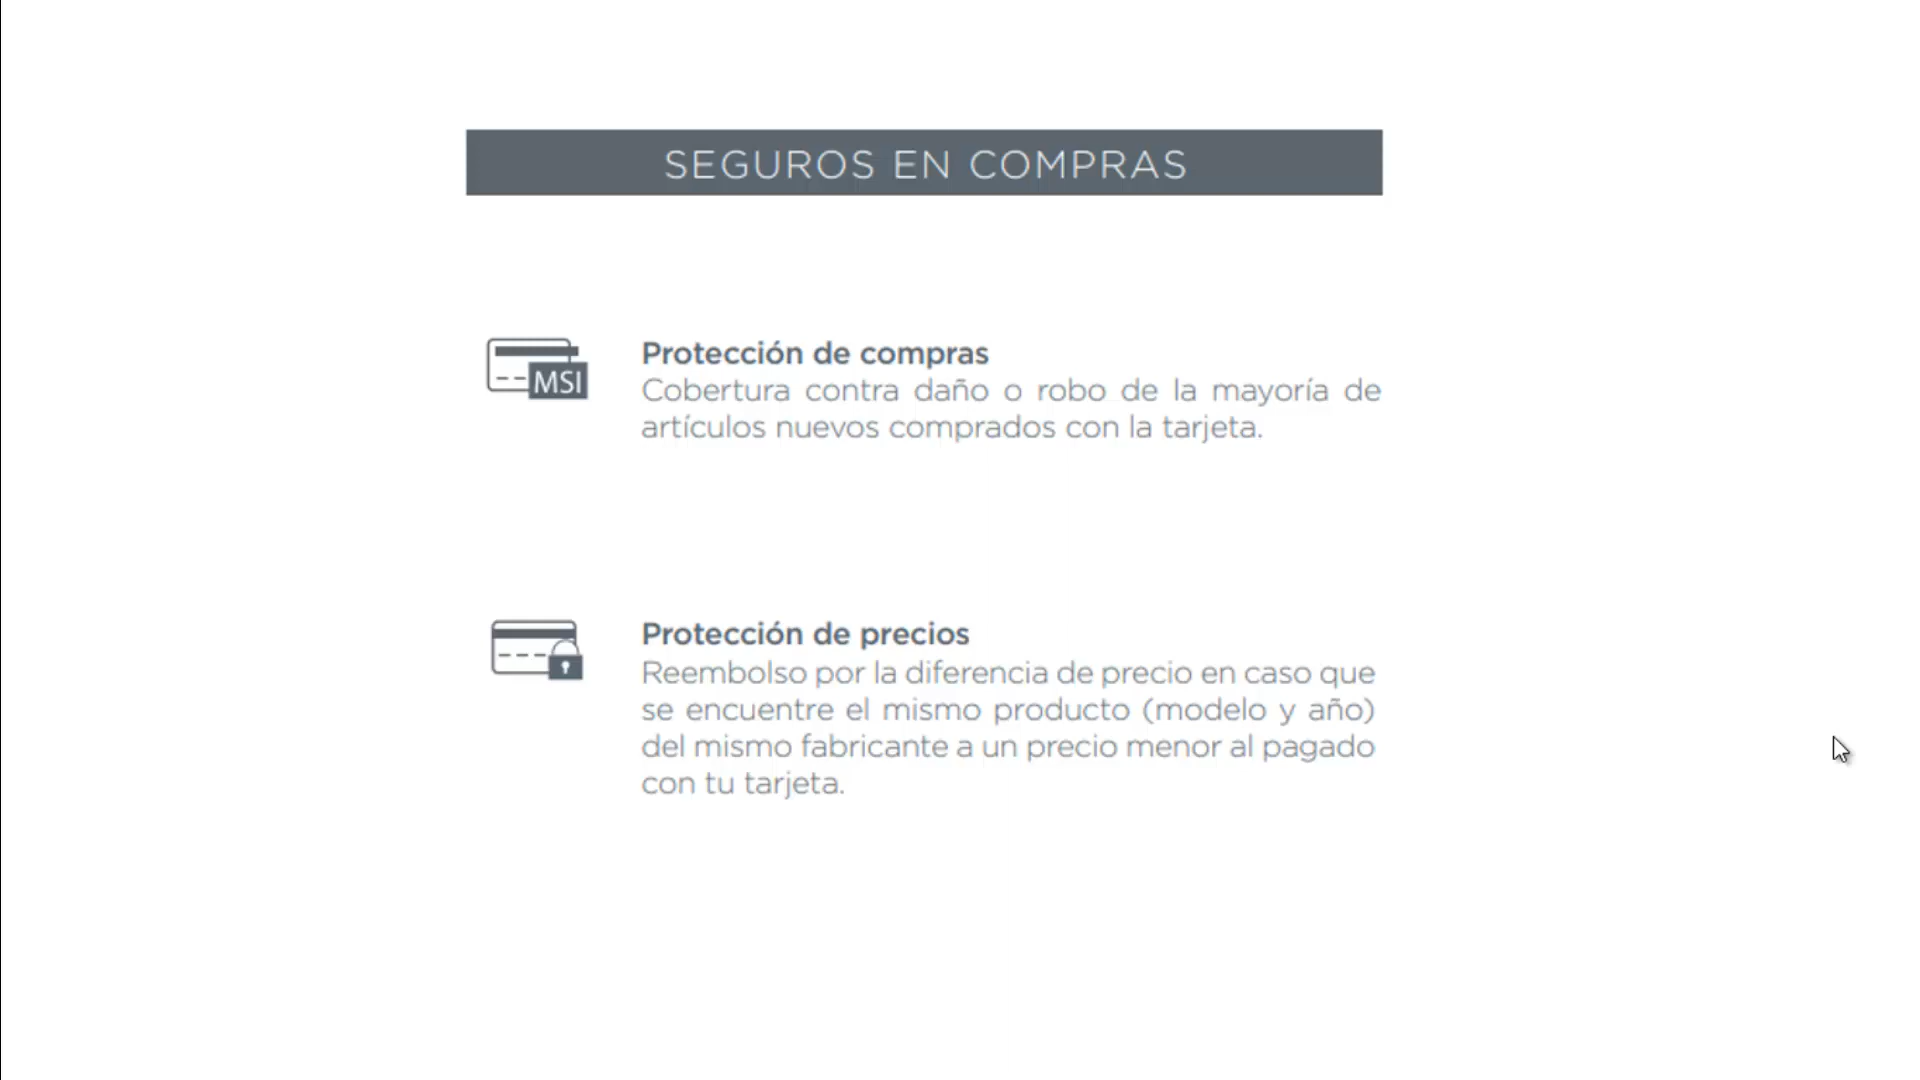 SEGUROS EN COMPRAS
MSI
Protección de compras
Cobertura contra daño o robo de la mayoría de
artículos nuevos comprados con la tarjeta.
Protección de precios
Reembolso por la diferencia de precio en caso que
se encuentre el mismo producto (modelo y año)
del mismo fabricante a un precio menor al pagado
con tu tarjeta.